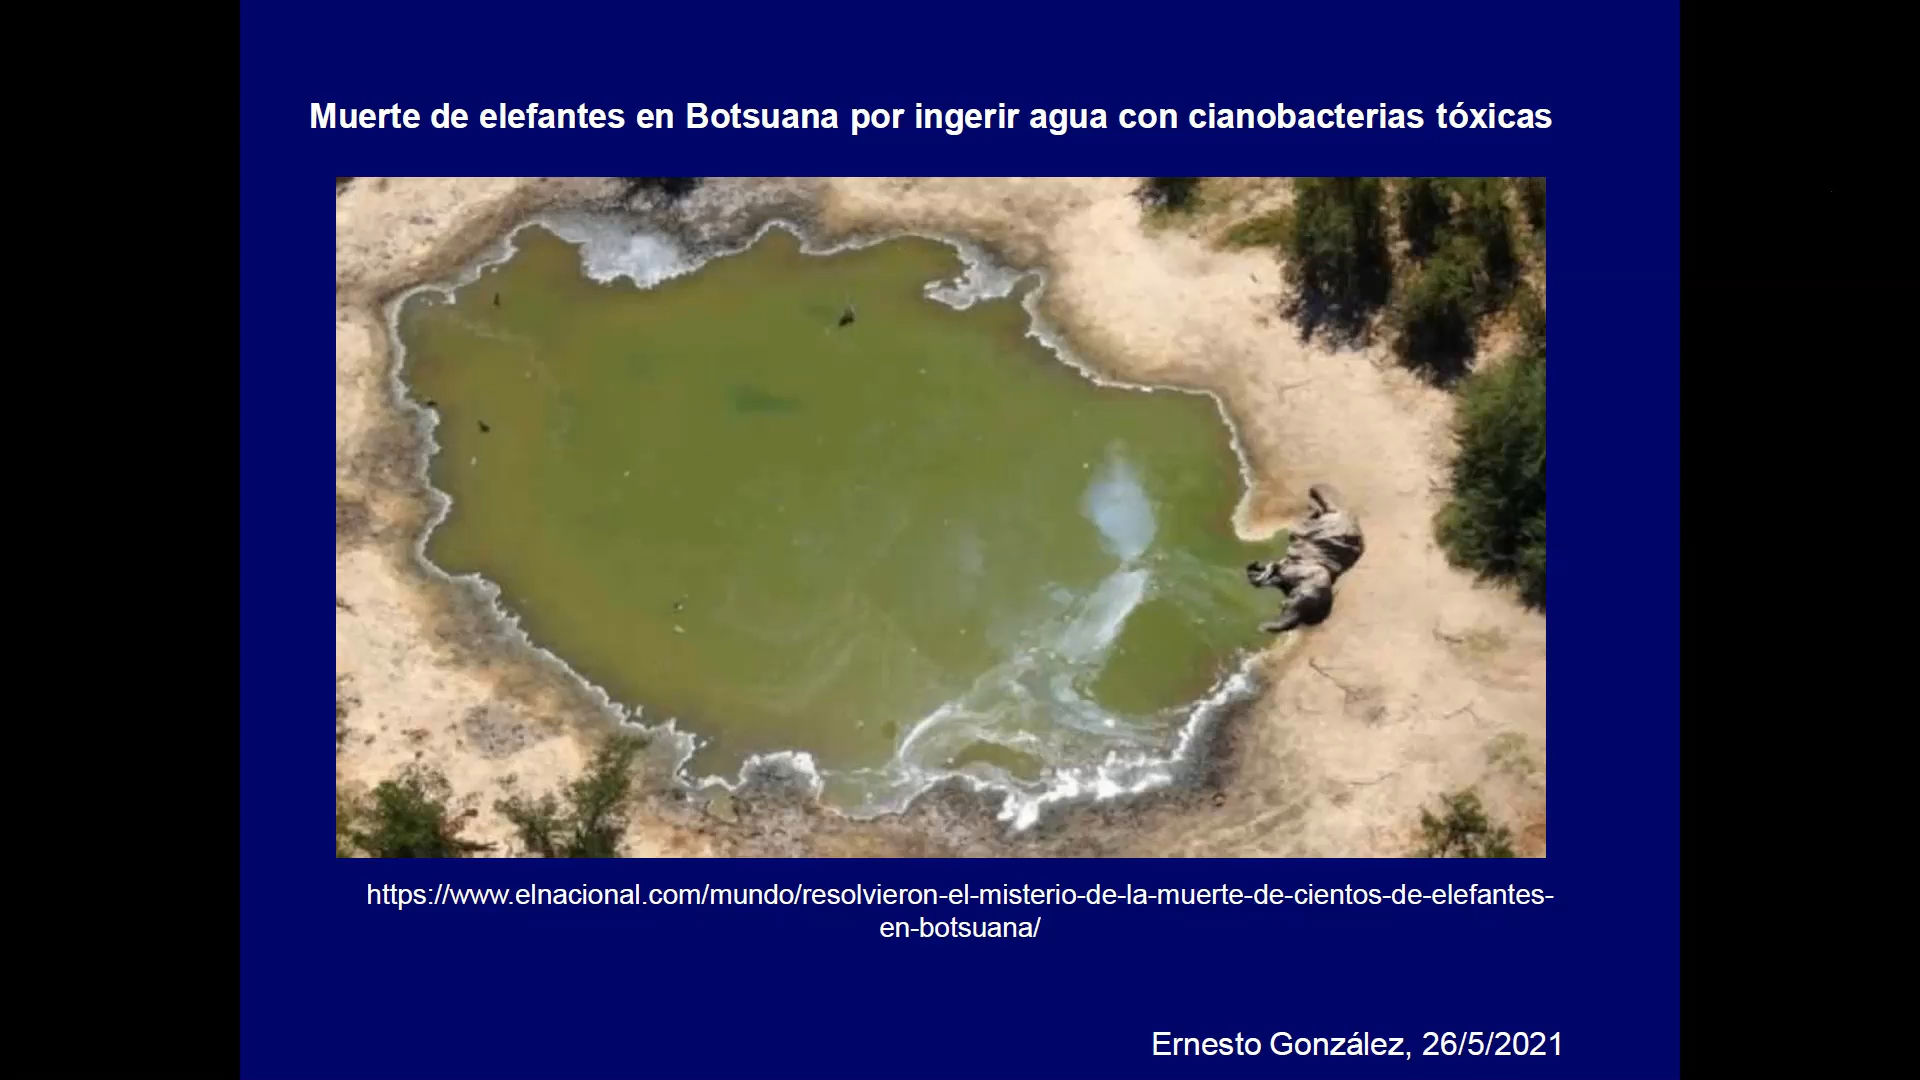 Muerte de elefantes en Botsuana por ingerir agua con cianobacterias tóxicas
https://www.elnacional.com/mundo/resolvieron-el-misterio-de-la-muerte-de-cientos-de-elefantes-
en-botsuana/
Ernesto González, 26/5/2021